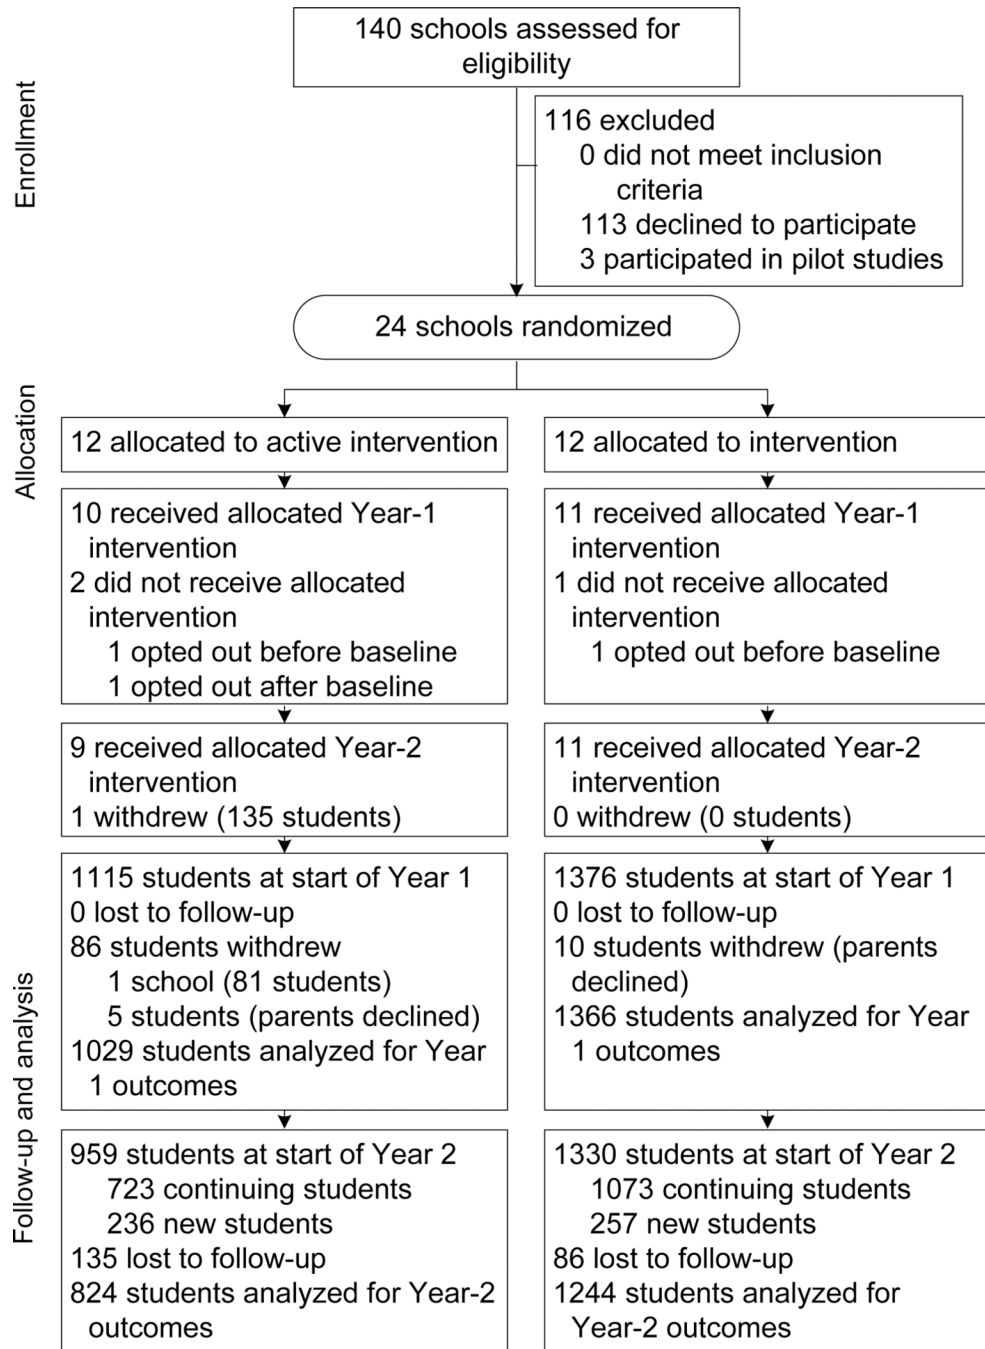 140 schools assessed for
eligibility
Enrollment
116 excluded
0 did not meet inclusion
criteria
113 declined to participate
3 participated in pilot studies
24 schools randomized
Allocation
12 allocated to active intervention
12 allocated to intervention
10 received allocated Year-1
intervention
2 did not receive allocated
intervention
1 opted out before baseline
1 opted out after baseline
11 received allocated Year-1
intervention
1 did not receive allocated
intervention
1 opted out before baseline
9 received allocated Year-2
intervention
1 withdrew (135 students)
11 received allocated Year-2
intervention
0 withdrew (0 students)
Follow-up and analysis
1115 students at start of Year 1
0 lost to follow-up
86 students withdrew
1 school (81 students)
5 students (parents declined)
1029 students analyzed for Year
1 outcomes
1376 students at start of Year 1
0 lost to follow-up
10 students withdrew (parents
declined)
1366 students analyzed for Year
1 outcomes
959 students at start of Year 2
723 continuing students
236 new students
135 lost to follow-up
824 students analyzed for Year-2
outcomes
1330 students at start of Year 2
1073 continuing students
257 new students
86 lost to follow-up
1244 students analyzed for
Year-2 outcomes